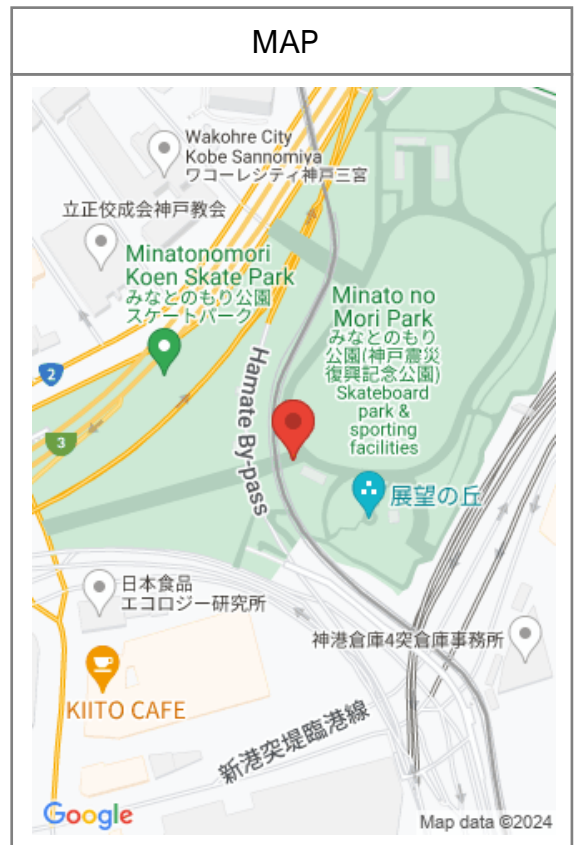 MAP
Wakohre City
Kobe Sannomiya
ワコーレシティ神戸三宮
立正佼成会神戸教会
Minatonomori
Koen Skate Park
みなとのもり公園
スケートパーク
Minato no
Mori Park
みなとのもり
公園(神戸震災
復興記念公園)
Skateboard
park &
sporting
facilities
2
Hamate By-pass
3
展望の丘
日本食品
エコロジー研究所
神港倉庫4突倉庫事務所
KIITO CAFE
新港突堤臨港線
Google
Map data ©2024